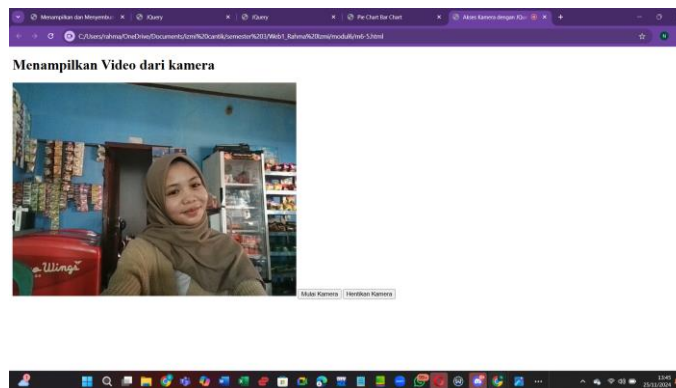 Menampilkan dan Menyembu
JQuery
JQuery
Pie Chart Bar Chart
Akses Kamera dengan JQu
C:/Users/rahma/OneDrive/Documents/izmi%20cantik/semester%203/Web1_Rahma%20Izmi/modul6/m6-5.html
Menampilkan Video dari kamera
Wings
Mulai Kamera
Hentikan Kamera
13:45
25/11/2024